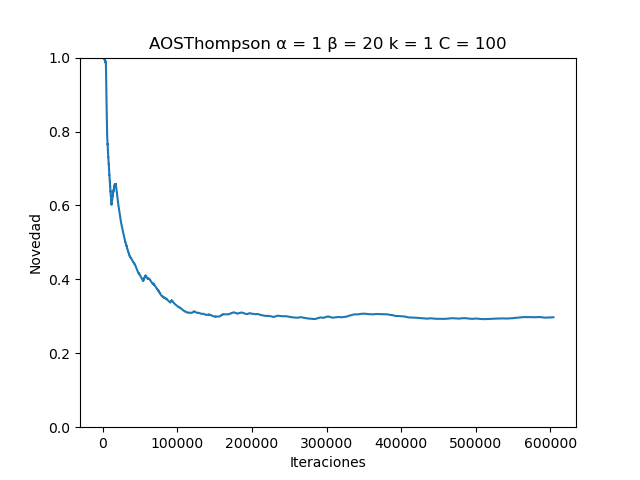 AOSThompson α = 1 β = 20 k = 1 C = 100
1.0
0.8
0.6
0.4
0.2
0.0
Novedad
0 100000 200000 300000 400000 500000 600000
Iteraciones